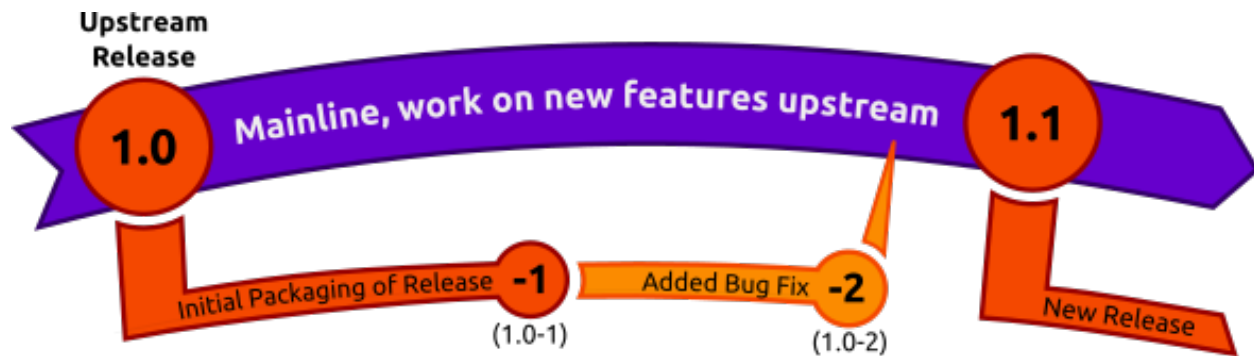 Upstream
Release
1.0
Mainline, work on new features upstream
1.1
Initial Packaging of Release
-1
(1.0-1)
Added Bug Fix
-2
(1.0-2)
New Release